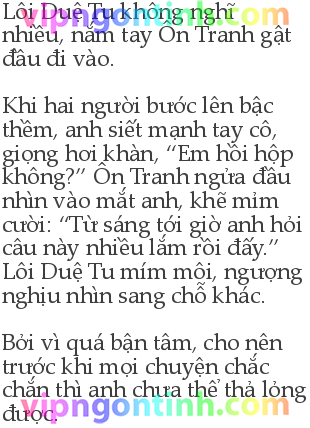 Lôi Duệ Tu không nghĩ
vipngontinh.com
nhiều, nắm tay Ôn Tranh gật
đầu đi vào.
Khi hai người bước lên bậc
thềm, anh siết mạnh tay cô,
giọng hơi khàn, “Em hồi hộp
không?” Ôn Tranh ngửa đầu
nhìn vào mắt anh, khẽ mỉm
cười: “Từ sáng tới giờ anh hỏi
câu này nhiều lắm rồi đấy.”
Lôi Duệ Tu mím môi, ngượng
nghịu nhìn sang chỗ khác.
Bởi vì quá bận tâm, cho nên
trước khi mọi chuyện chắc
chắn thì anh chưa thể thả lỏng
được.
vipngontinh.com